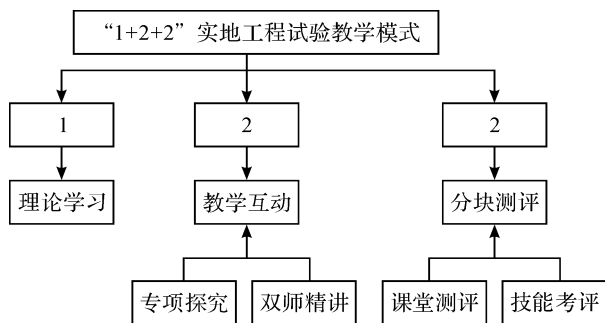 “1+2+2”实地工程试验教学模式
1
2
2
理论学习
教学互动
分块测评
专项探究
双师精讲
课堂测评
技能考评